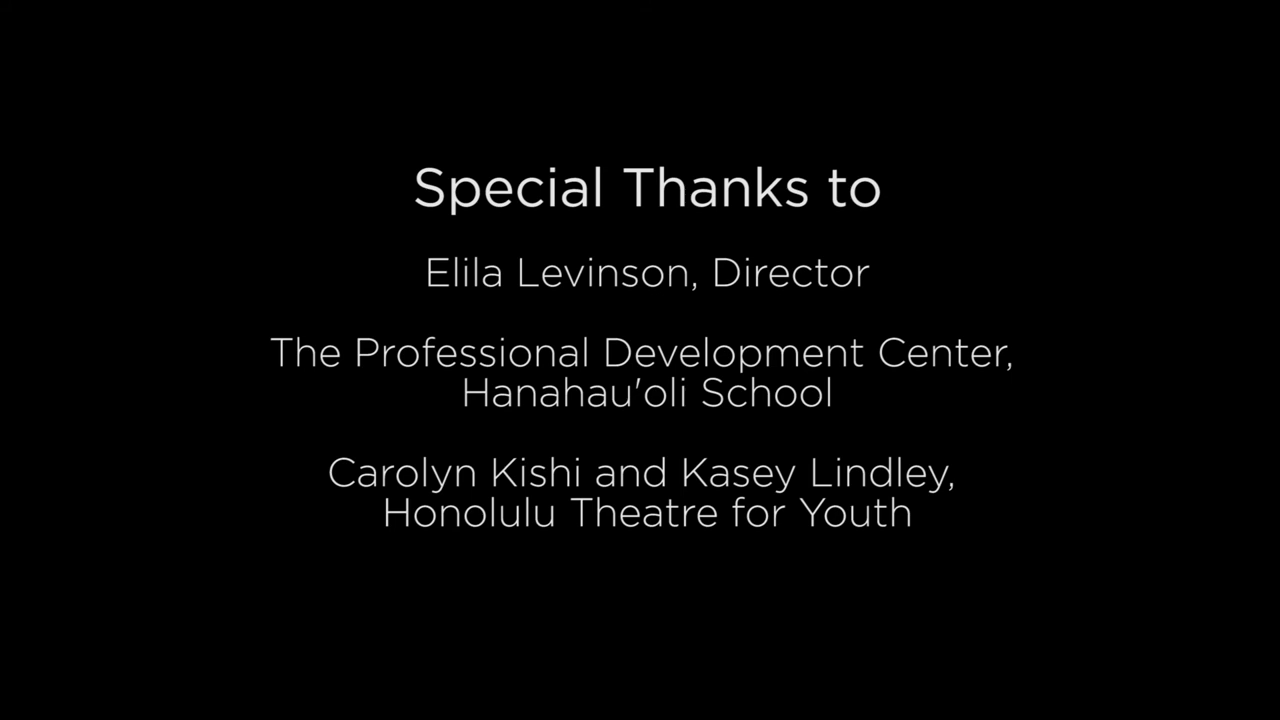 Special Thanks to
Elila Levinson, Director
The Professional Development Center,
Hanahau'oli School
Carolyn Kishi and Kasey Lindley,
Honolulu Theatre for Youth